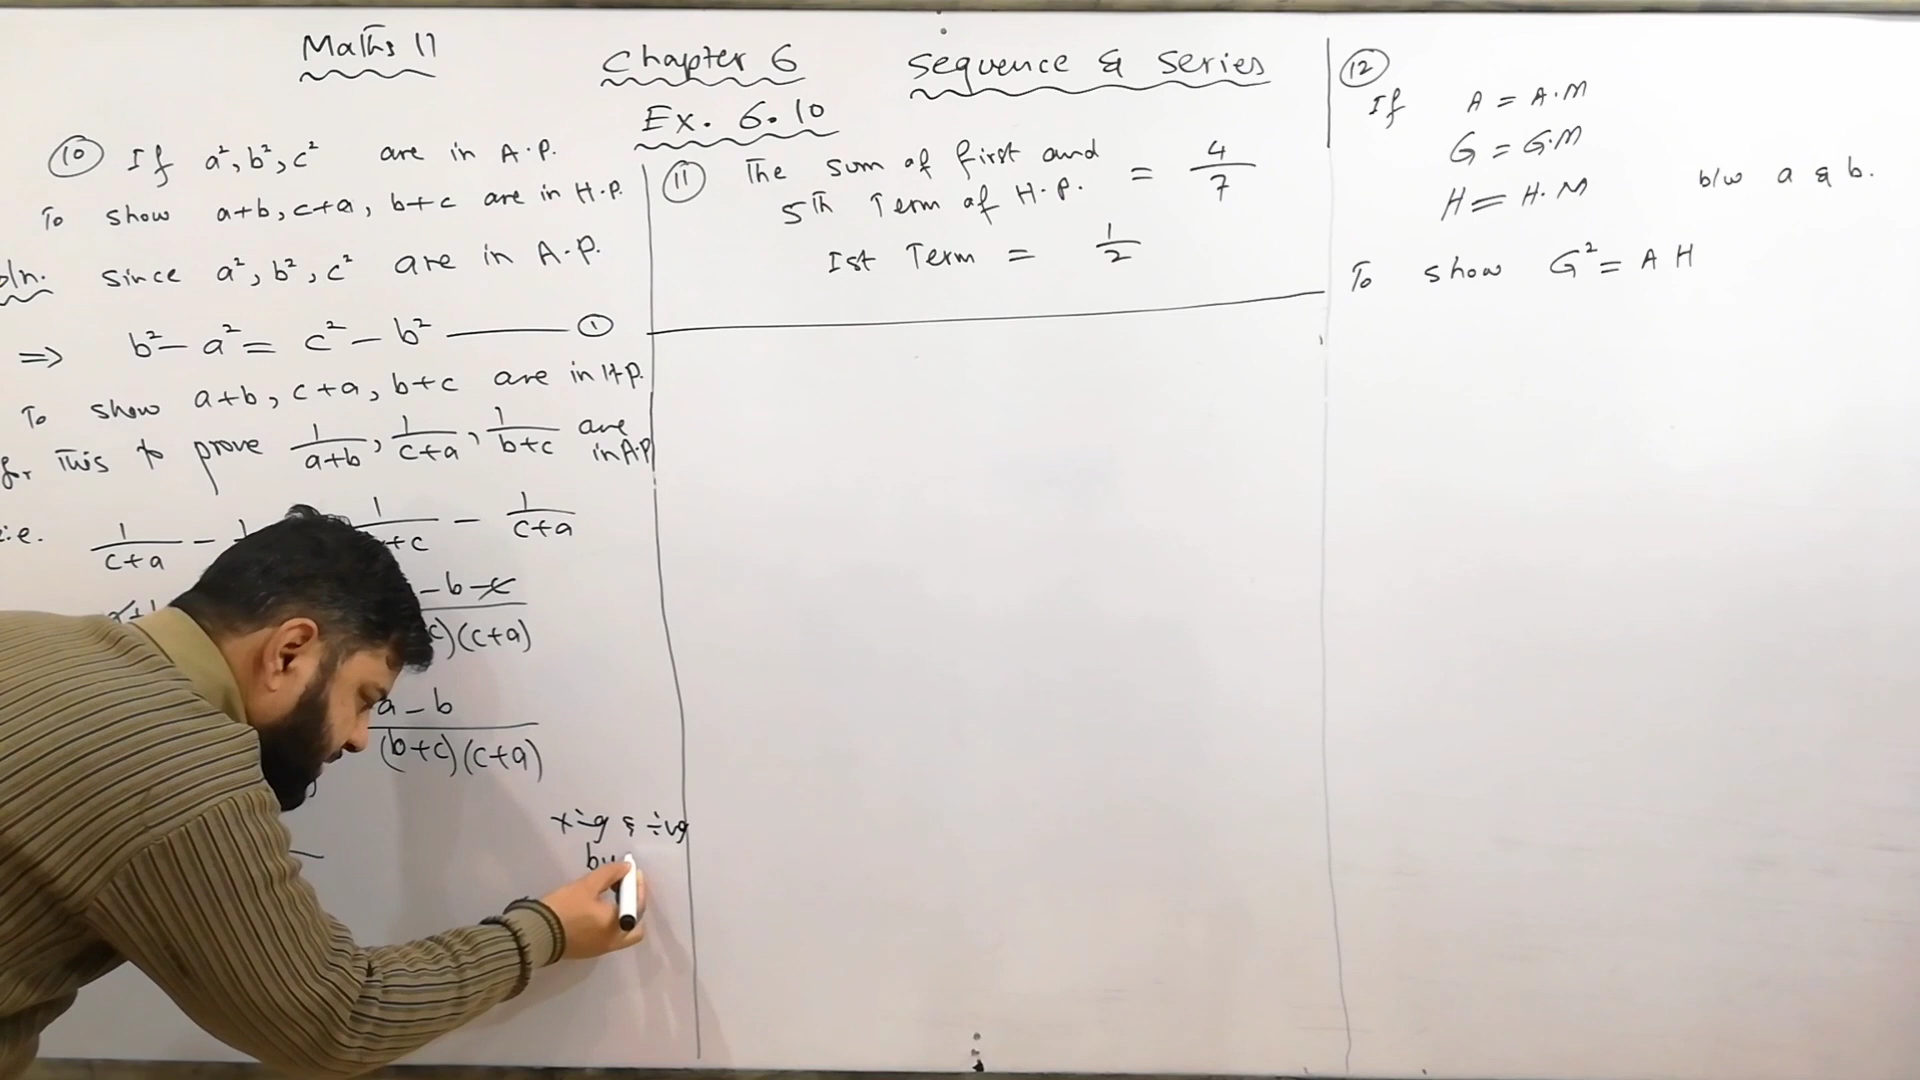 Maths 11
Chapter 6
Sequence & Series
Ex. 6.10
(10) If a², b², c² are in A.P.
To show a+b, c+a, b+c are in H.P.
Since a², b², c² are in A.P.
=> b² - a² = c² - b² ——— (1)
To show a+b, c+a, b+c are in H.P.
for This to prove 1/(a+b), 1/(c+a), 1/(b+c) are in A.P
i.e. 1/(c+a) - 1/(c+a)
- b - c
(c+a)
a - b / (b+c)(c+a)
×ing & ÷ing
by
(11) The sum of first and 5th Term of H.P. = 4/7
Ist Term = 1/2
(12)
If A = A.M
G = G.M
H = H.M b/w a & b.
To show G² = A H